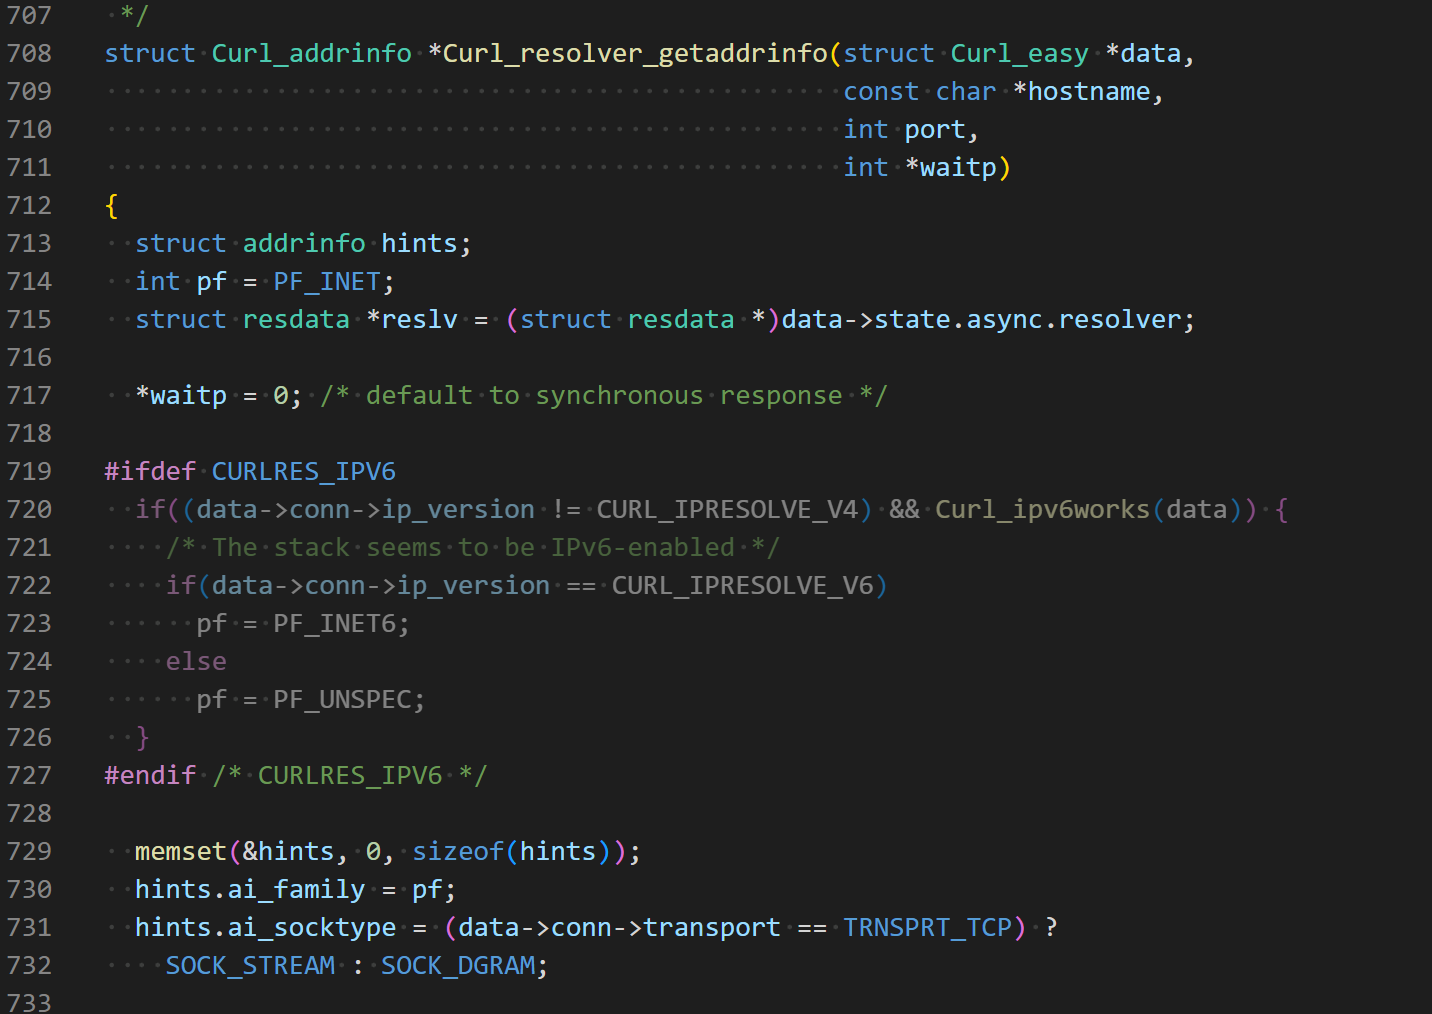 707  */
708 struct Curl_addrinfo *Curl_resolver_getaddrinfo(struct Curl_easy *data,
709                                                 const char *hostname,
710                                                 int port,
711                                                 int *waitp)
712 {
713   struct addrinfo hints;
714   int pf = PF_INET;
715   struct resdata *reslv = (struct resdata *)data->state.async.resolver;
716
717   *waitp = 0; /* default to synchronous response */
718
719 #ifdef CURLRES_IPV6
720   if((data->conn->ip_version != CURL_IPRESOLVE_V4) && Curl_ipv6works(data)) {
721     /* The stack seems to be IPv6-enabled */
722     if(data->conn->ip_version == CURL_IPRESOLVE_V6)
723       pf = PF_INET6;
724     else
725       pf = PF_UNSPEC;
726   }
727 #endif /* CURLRES_IPV6 */
728
729   memset(&hints, 0, sizeof(hints));
730   hints.ai_family = pf;
731   hints.ai_socktype = (data->conn->transport == TRNSPRT_TCP) ?
732     SOCK_STREAM : SOCK_DGRAM;
733